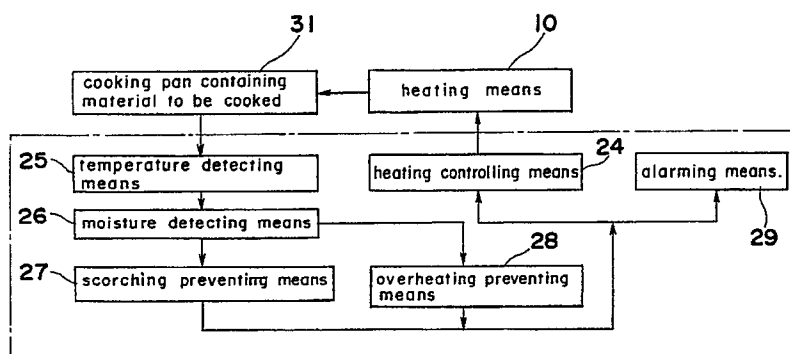 31
10
cooking pan containing
material to be cooked
heating means
25
temperature detecting
means
heating controlling means
24
alarming means.
29
26
moisture detecting means
27
scorching preventing means
28
overheating preventing
means